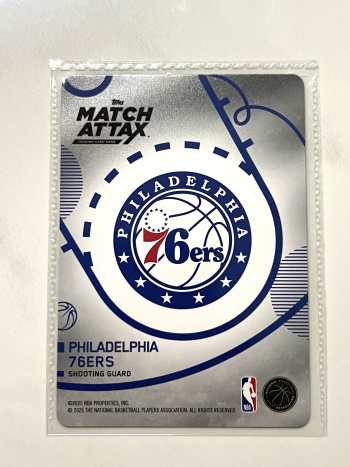 Topps
MATCH
ATTAX
TRADING CARD GAME
PHILADELPHIA
76ers
PHILADELPHIA
76ERS
SHOOTING GUARD
©2025 NBA PROPERTIES, INC.
© 2025 THE NATIONAL BASKETBALL PLAYERS ASSOCIATION. ALL RIGHTS RESERVED.
NBA